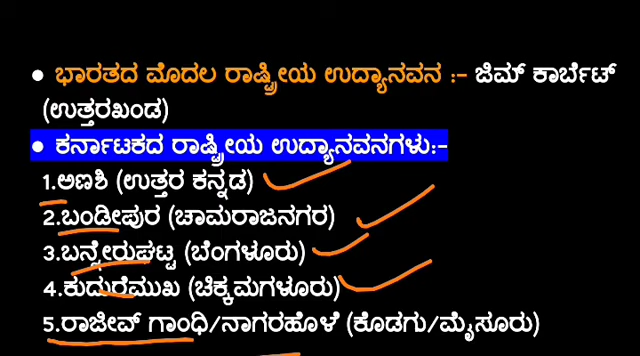 ● ಭಾರತದ ಮೊದಲ ರಾಷ್ಟ್ರೀಯ ಉದ್ಯಾನವನ :- ಜಿಮ್ ಕಾರ್ಬೆಟ್
(ಉತ್ತರಖಂಡ)
● ಕರ್ನಾಟಕದ ರಾಷ್ಟ್ರೀಯ ಉದ್ಯಾನವನಗಳು:-
1.ಅಣಶಿ (ಉತ್ತರ ಕನ್ನಡ)
2.ಬಂಡೀಪುರ (ಚಾಮರಾಜನಗರ)
3.ಬನ್ನೇರುಘಟ್ಟ (ಬೆಂಗಳೂರು)
4.ಕುದುರೆಮುಖ (ಚಿಕ್ಕಮಗಳೂರು)
5.ರಾಜೀವ್ ಗಾಂಧಿ/ನಾಗರಹೊಳೆ (ಕೊಡಗು/ಮೈಸೂರು)